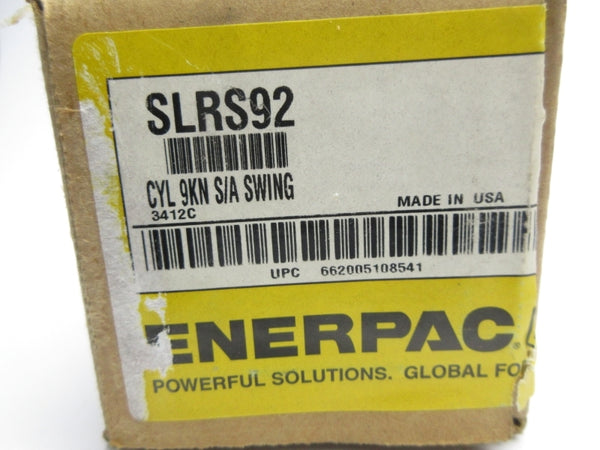 SLRS92
CYL 9KN S/A SWING
3412C
MADE IN USA
UPC 662005108541
ENERPAC
POWERFUL SOLUTIONS. GLOBAL FOR